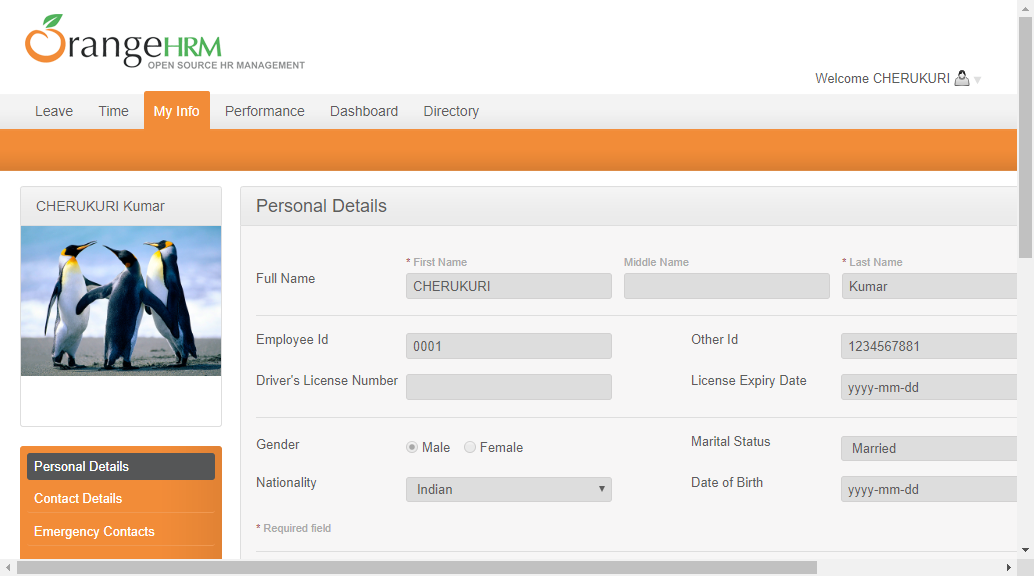 OrangeHRM
OPEN SOURCE HR MANAGEMENT
Welcome CHERUKURI
Leave Time My Info Performance Dashboard Directory
CHERUKURI Kumar
Personal Details
Contact Details
Emergency Contacts
Personal Details
* First Name Middle Name * Last Name
Full Name CHERUKURI Kumar
Employee Id 0001 Other Id 1234567881
Driver's License Number License Expiry Date yyyy-mm-dd
Gender Male Female Marital Status Married
Nationality Indian Date of Birth yyyy-mm-dd
* Required field